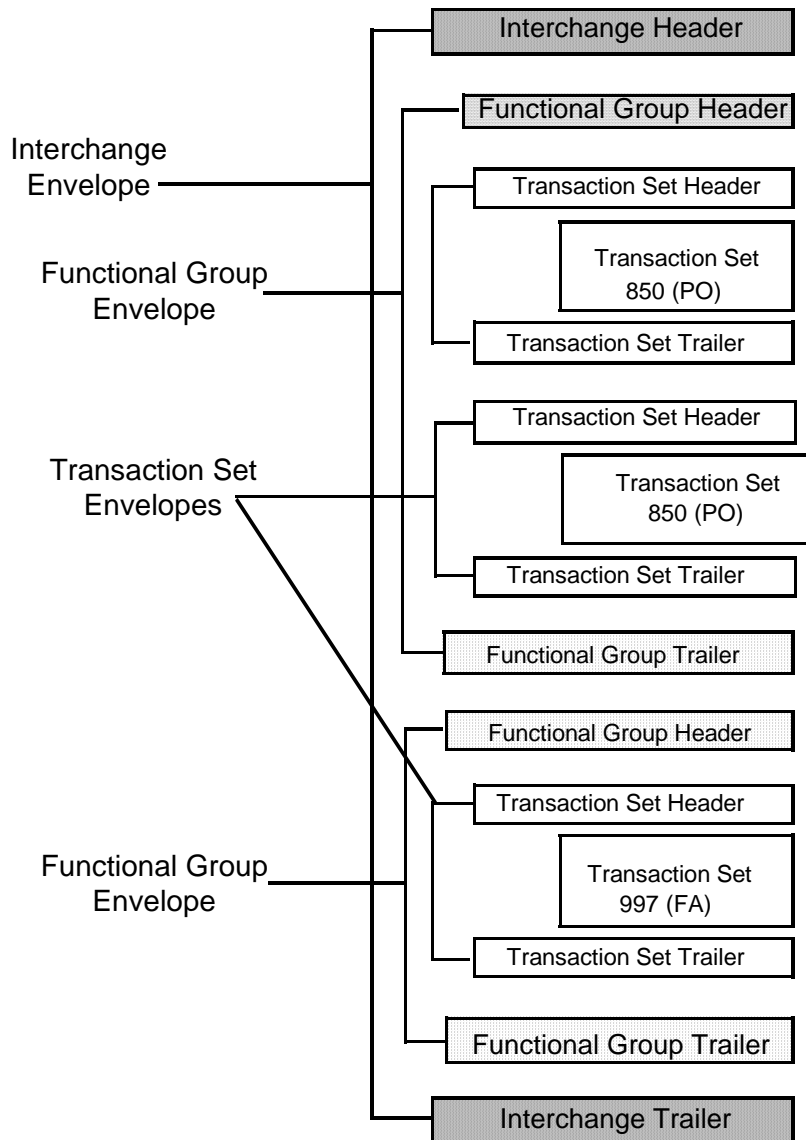 Interchange Header
Functional Group Header
Interchange
Envelope
Transaction Set Header
Transaction Set
850 (PO)
Functional Group
Envelope
Transaction Set Trailer
Transaction Set Header
Transaction Set
Envelopes
Transaction Set
850 (PO)
Transaction Set Trailer
Functional Group Trailer
Functional Group Header
Transaction Set Header
Functional Group
Envelope
Transaction Set
997 (FA)
Transaction Set Trailer
Functional Group Trailer
Interchange Trailer